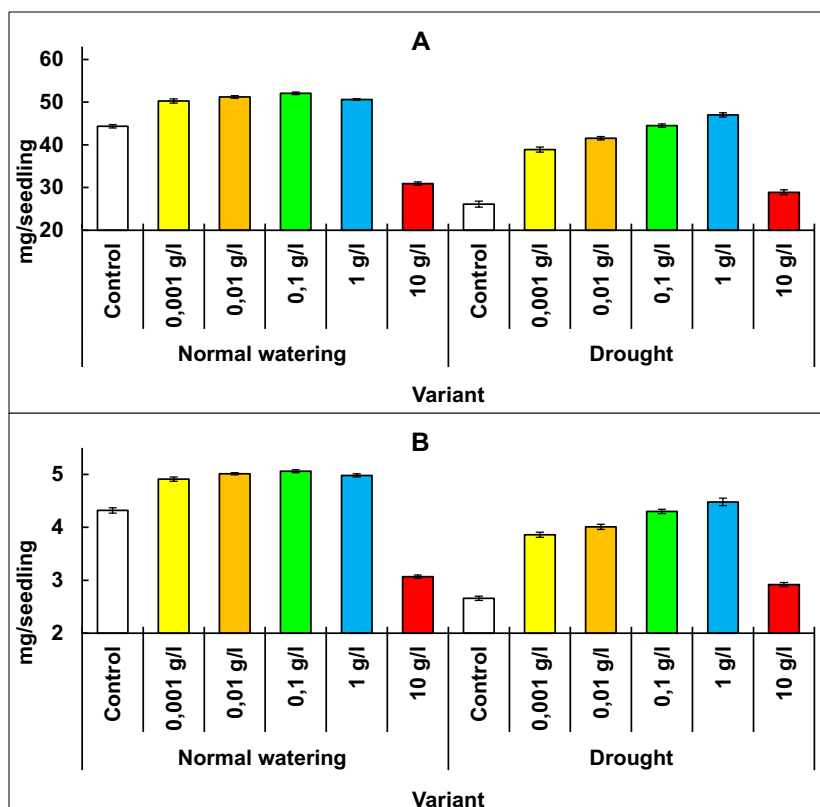 A
60
50
40
30
20
mg/seedling
Control
0,001 g/l
0,01 g/l
0,1 g/l
1 g/l
10 g/l
Control
0,001 g/l
0,01 g/l
0,1 g/l
1 g/l
10 g/l
Normal watering
Drought
Variant
B
5
4
3
2
mg/seedling
Control
0,001 g/l
0,01 g/l
0,1 g/l
1 g/l
10 g/l
Control
0,001 g/l
0,01 g/l
0,1 g/l
1 g/l
10 g/l
Normal watering
Drought
Variant